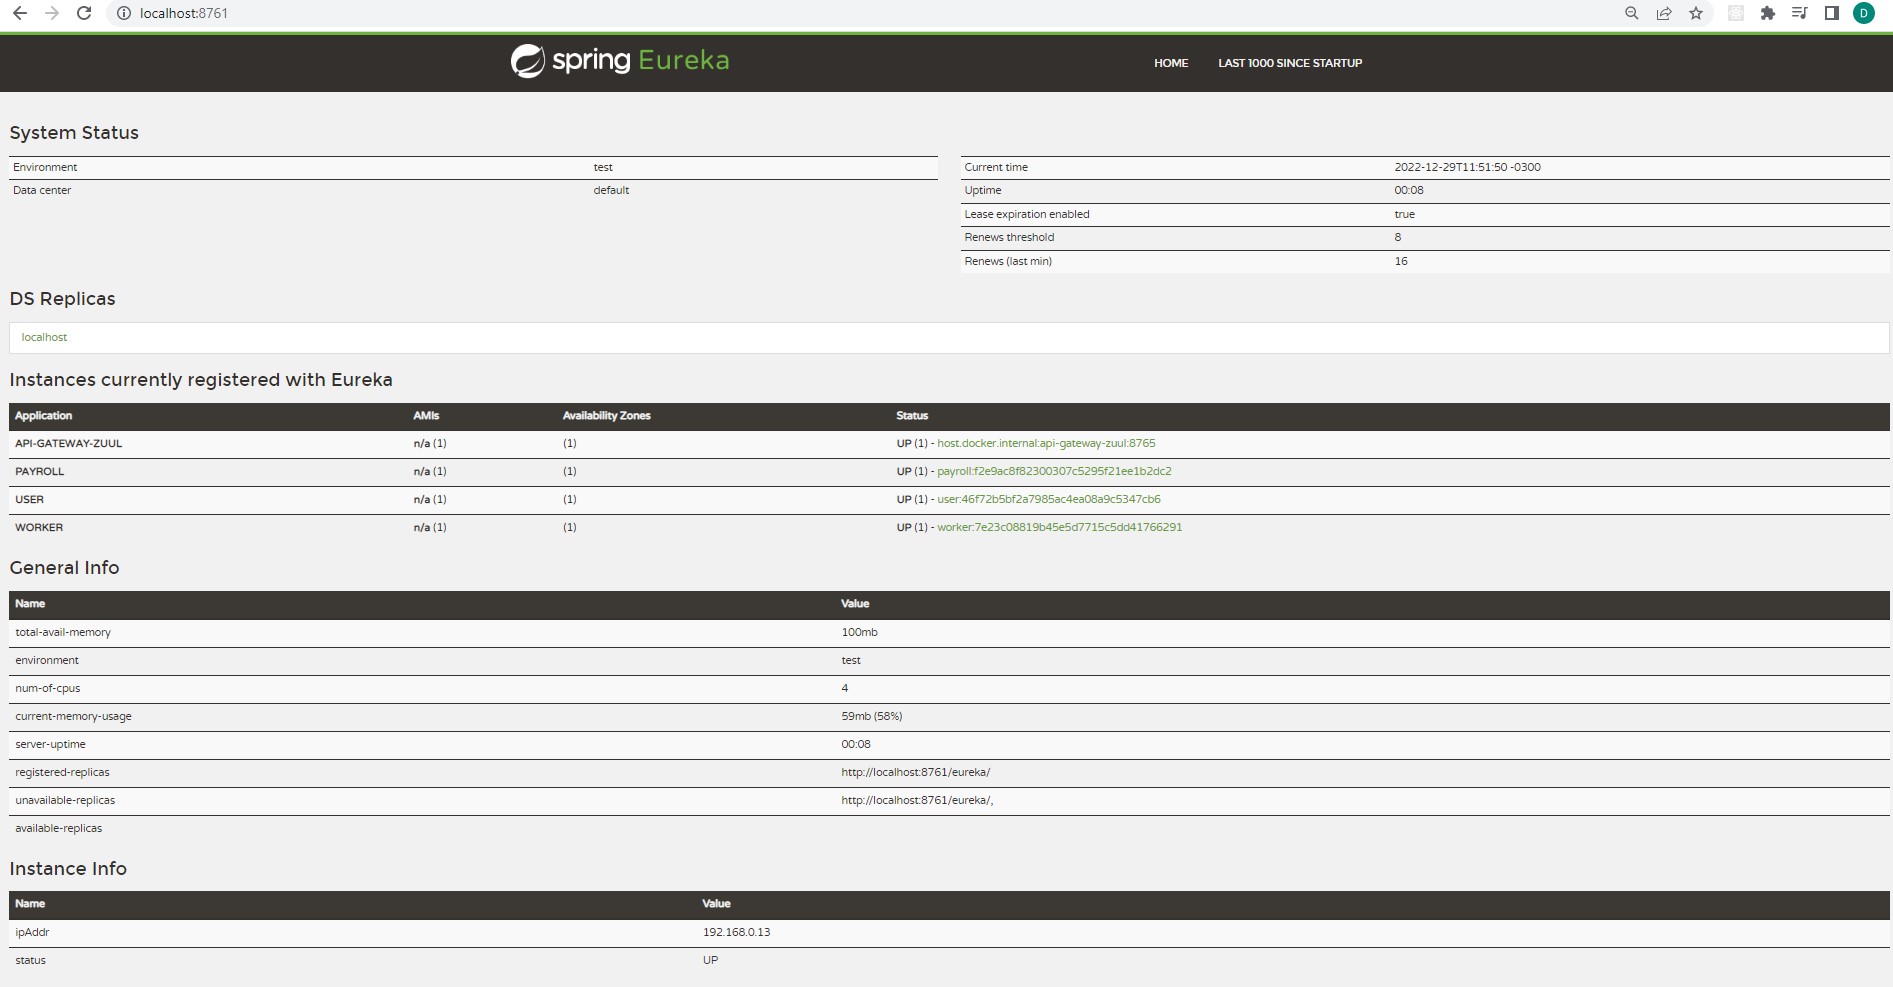 localhost:8761
D
spring Eureka
HOME LAST 1000 SINCE STARTUP
System Status
Environment test
Data center default
Current time 2022-12-29T11:51:50 -0300
Uptime 00:08
Lease expiration enabled true
Renews threshold 8
Renews (last min) 16
DS Replicas
localhost
Instances currently registered with Eureka
Application AMIs Availability Zones Status
API-GATEWAY-ZUUL n/a (1) (1) UP (1) - host.docker.internal:api-gateway-zuul:8765
PAYROLL n/a (1) (1) UP (1) - payroll:f2e9ac8f82300307c5295f21ee1b2dc2
USER n/a (1) (1) UP (1) - user:46f72b5bf2a7985ac4ea08a9c5347cb6
WORKER n/a (1) (1) UP (1) - worker:7e23c08819b45e5d7715c5dd41766291
General Info
Name Value
total-avail-memory 100mb
environment test
num-of-cpus 4
current-memory-usage 59mb (58%)
server-uptime 00:08
registered-replicas http://localhost:8761/eureka/
unavailable-replicas http://localhost:8761/eureka/,
available-replicas
Instance Info
Name Value
ipAddr 192.168.0.13
status UP